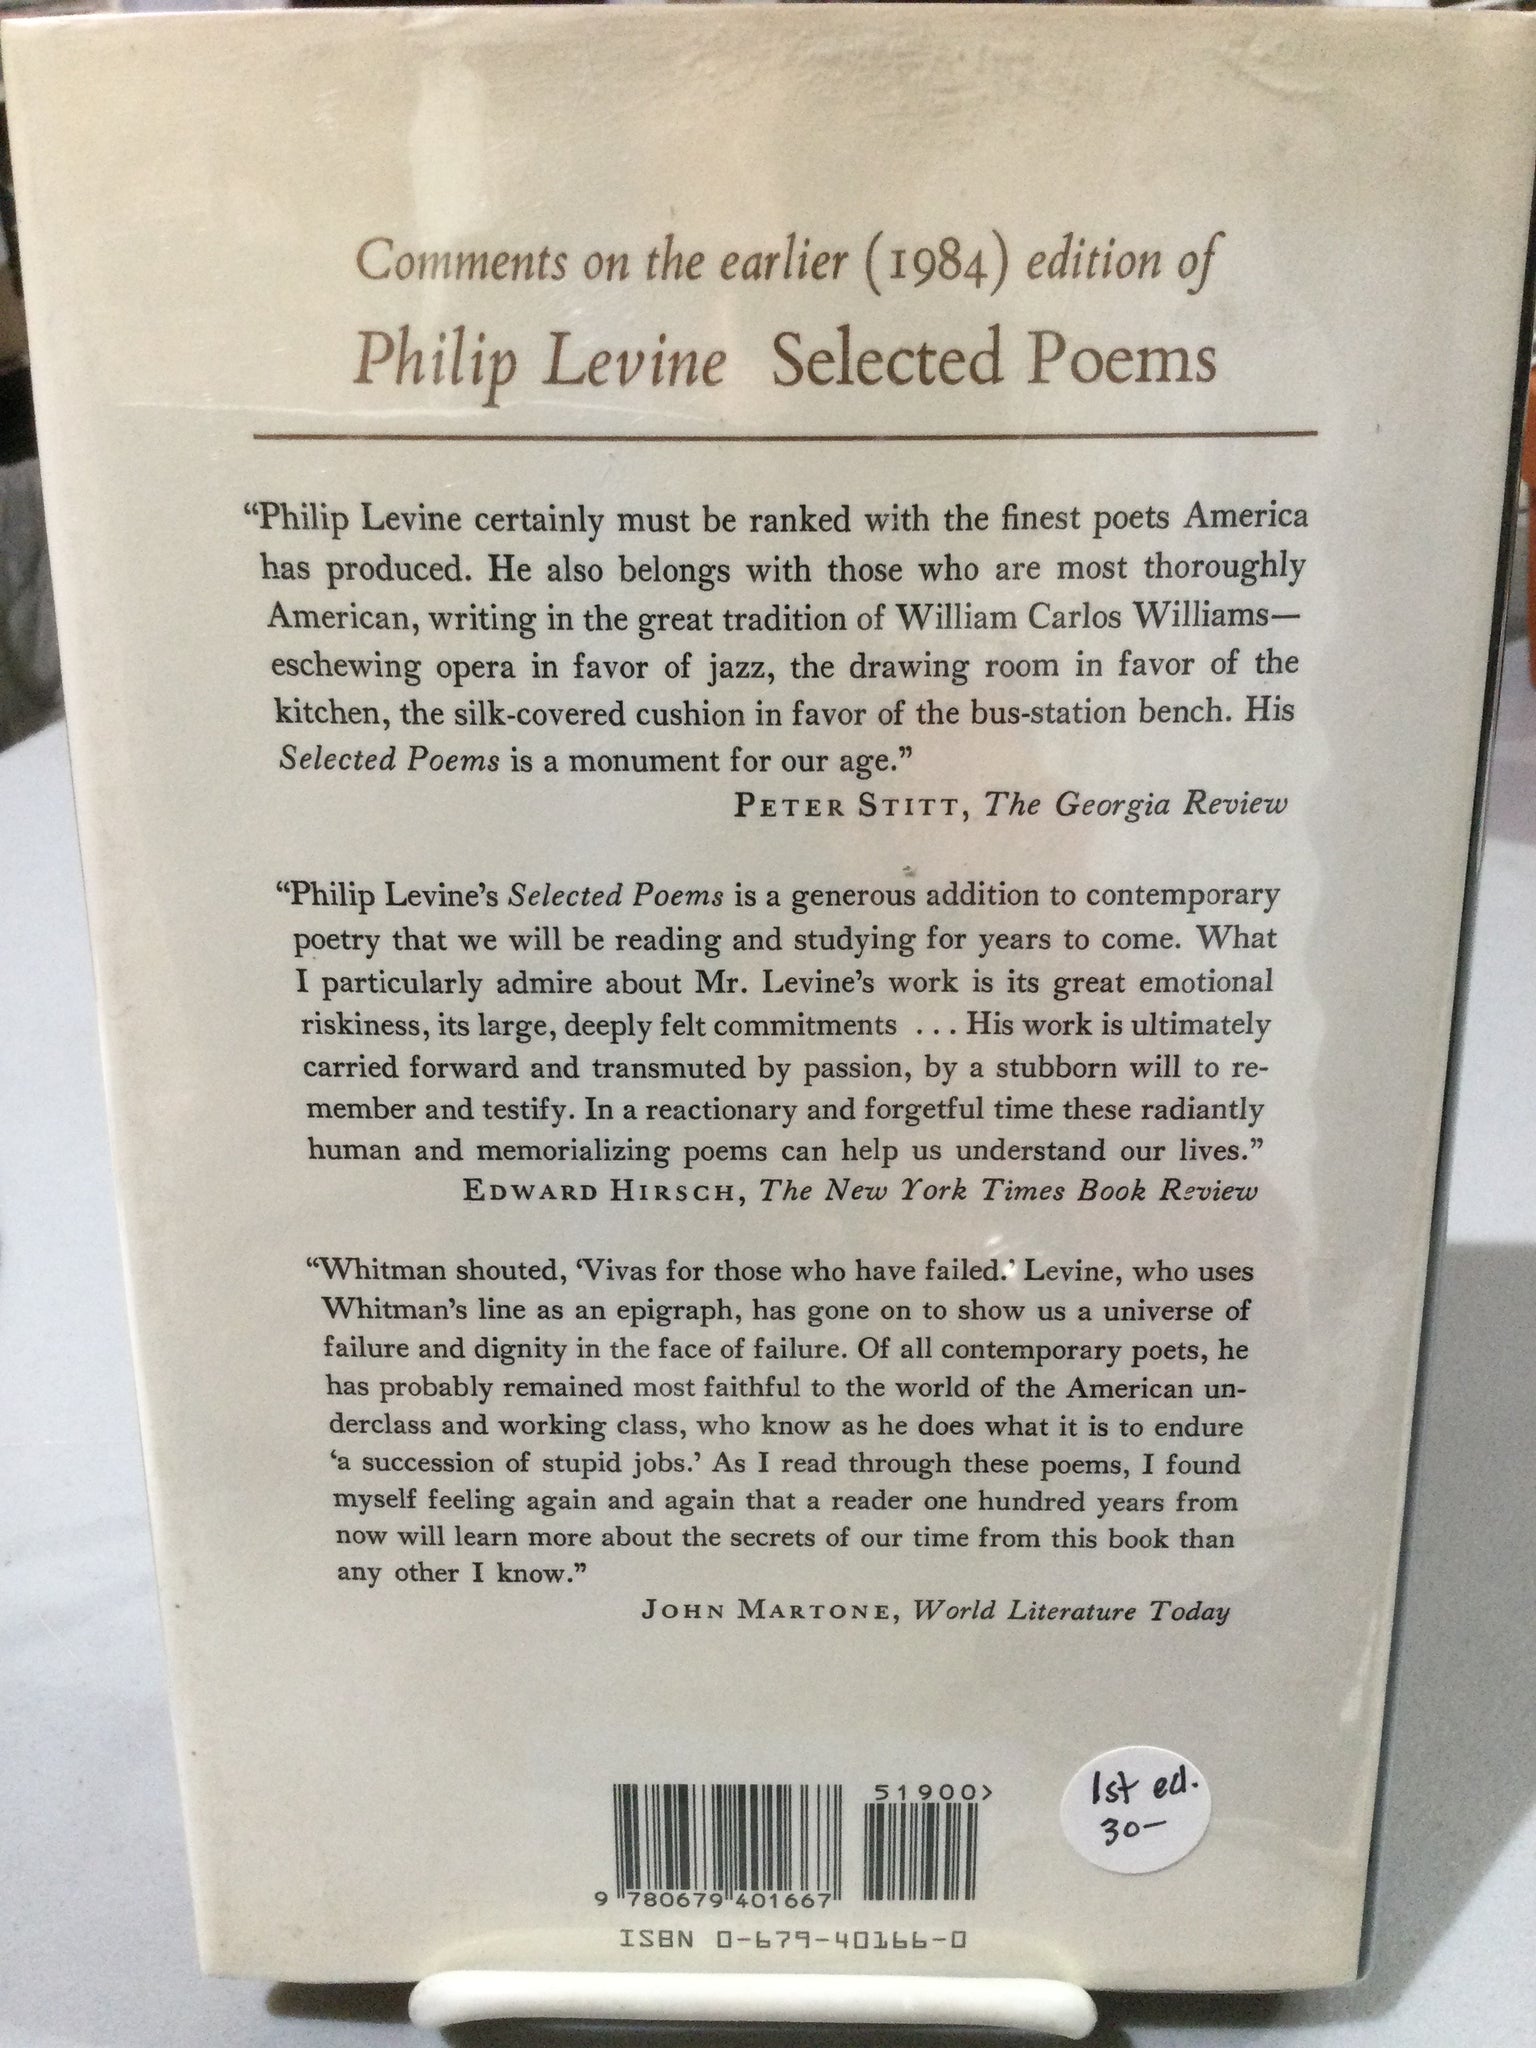 Comments on the earlier (1984) edition of
Philip Levine Selected Poems
“Philip Levine certainly must be ranked with the finest poets America
has produced. He also belongs with those who are most thoroughly
American, writing in the great tradition of William Carlos Williams—
eschewing opera in favor of jazz, the drawing room in favor of the
kitchen, the silk-covered cushion in favor of the bus-station bench. His
Selected Poems is a monument for our age.”
PETER STITT, The Georgia Review
“Philip Levine’s Selected Poems is a generous addition to contemporary
poetry that we will be reading and studying for years to come. What
I particularly admire about Mr. Levine’s work is its great emotional
riskiness, its large, deeply felt commitments ... His work is ultimately
carried forward and transmuted by passion, by a stubborn will to re-
member and testify. In a reactionary and forgetful time these radiantly
human and memorializing poems can help us understand our lives.”
EDWARD HIRSCH, The New York Times Book Review
“Whitman shouted, ‘Vivas for those who have failed.’ Levine, who uses
Whitman’s line as an epigraph, has gone on to show us a universe of
failure and dignity in the face of failure. Of all contemporary poets, he
has probably remained most faithful to the world of the American un-
derclass and working class, who know as he does what it is to endure
‘a succession of stupid jobs.’ As I read through these poems, I found
myself feeling again and again that a reader one hundred years from
now will learn more about the secrets of our time from this book than
any other I know.”
JOHN MARTONE, World Literature Today
51900>
1st ed.
30—
9 780679 401667
ISBN 0-679-40166-0